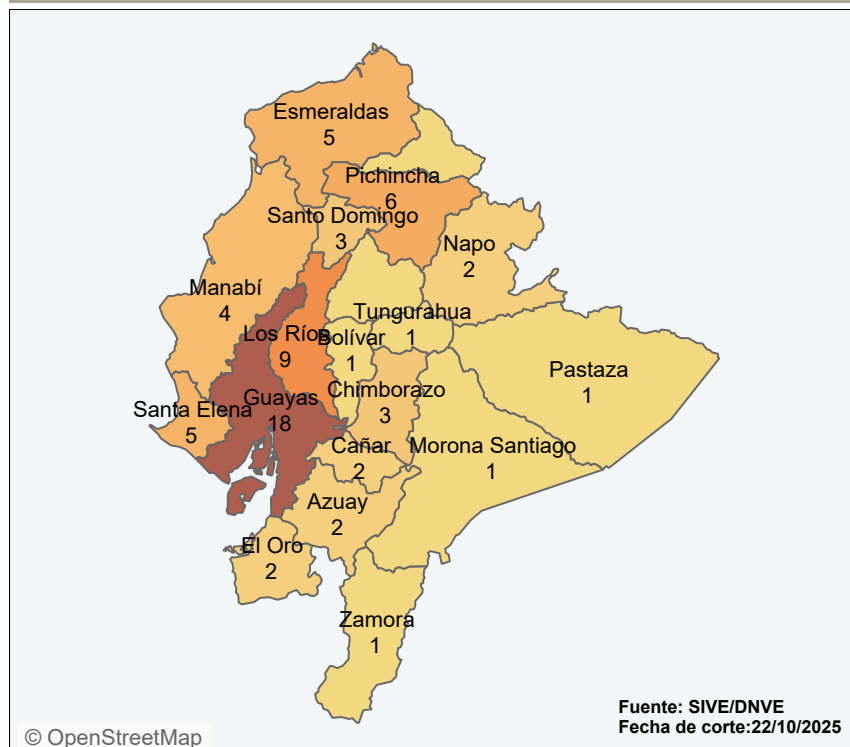 Esmeraldas
5
Pichincha
6
Santo Domingo
3
Napo
2
Manabí
4
Tungurahua
1
Los Ríos
9
Bolívar
1
Pastaza
1
Chimborazo
3
Guayas
18
Santa Elena
5
Cañar
2
Morona Santiago
1
Azuay
2
El Oro
2
Zamora
1
Fuente: SIVE/DNVE
Fecha de corte:22/10/2025
© OpenStreetMap